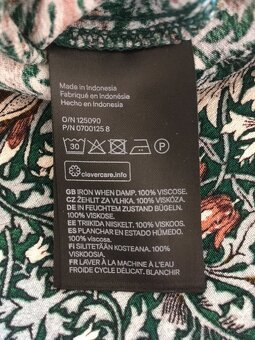 Made in Indonesia
Fabriqué en Indonésie
Hecho en Indonesia
O/N 125090
P/N 0700125 8
30 P
clevercare.info
GB IRON WHEN DAMP. 100% VISCOSE.
CZ ŽEHLIT ZA VLHKA. 100% VISKÓZA.
DE IN FEUCHTEM ZUSTAND BÜGELN.
100% VISKOSE. EE TRIIKIDA NIISKELT. 100%
VISKOOS. ES PLANCHAR EN ESTADO HÚMEDO.
100% viscosa. FI SILITETÄÄN KOSTEANA. 100%
VISKOOSIA. FR LAVER À LA MACHINE À L'EAU
FROIDE CYCLE DÉLICAT. BLANCHIR